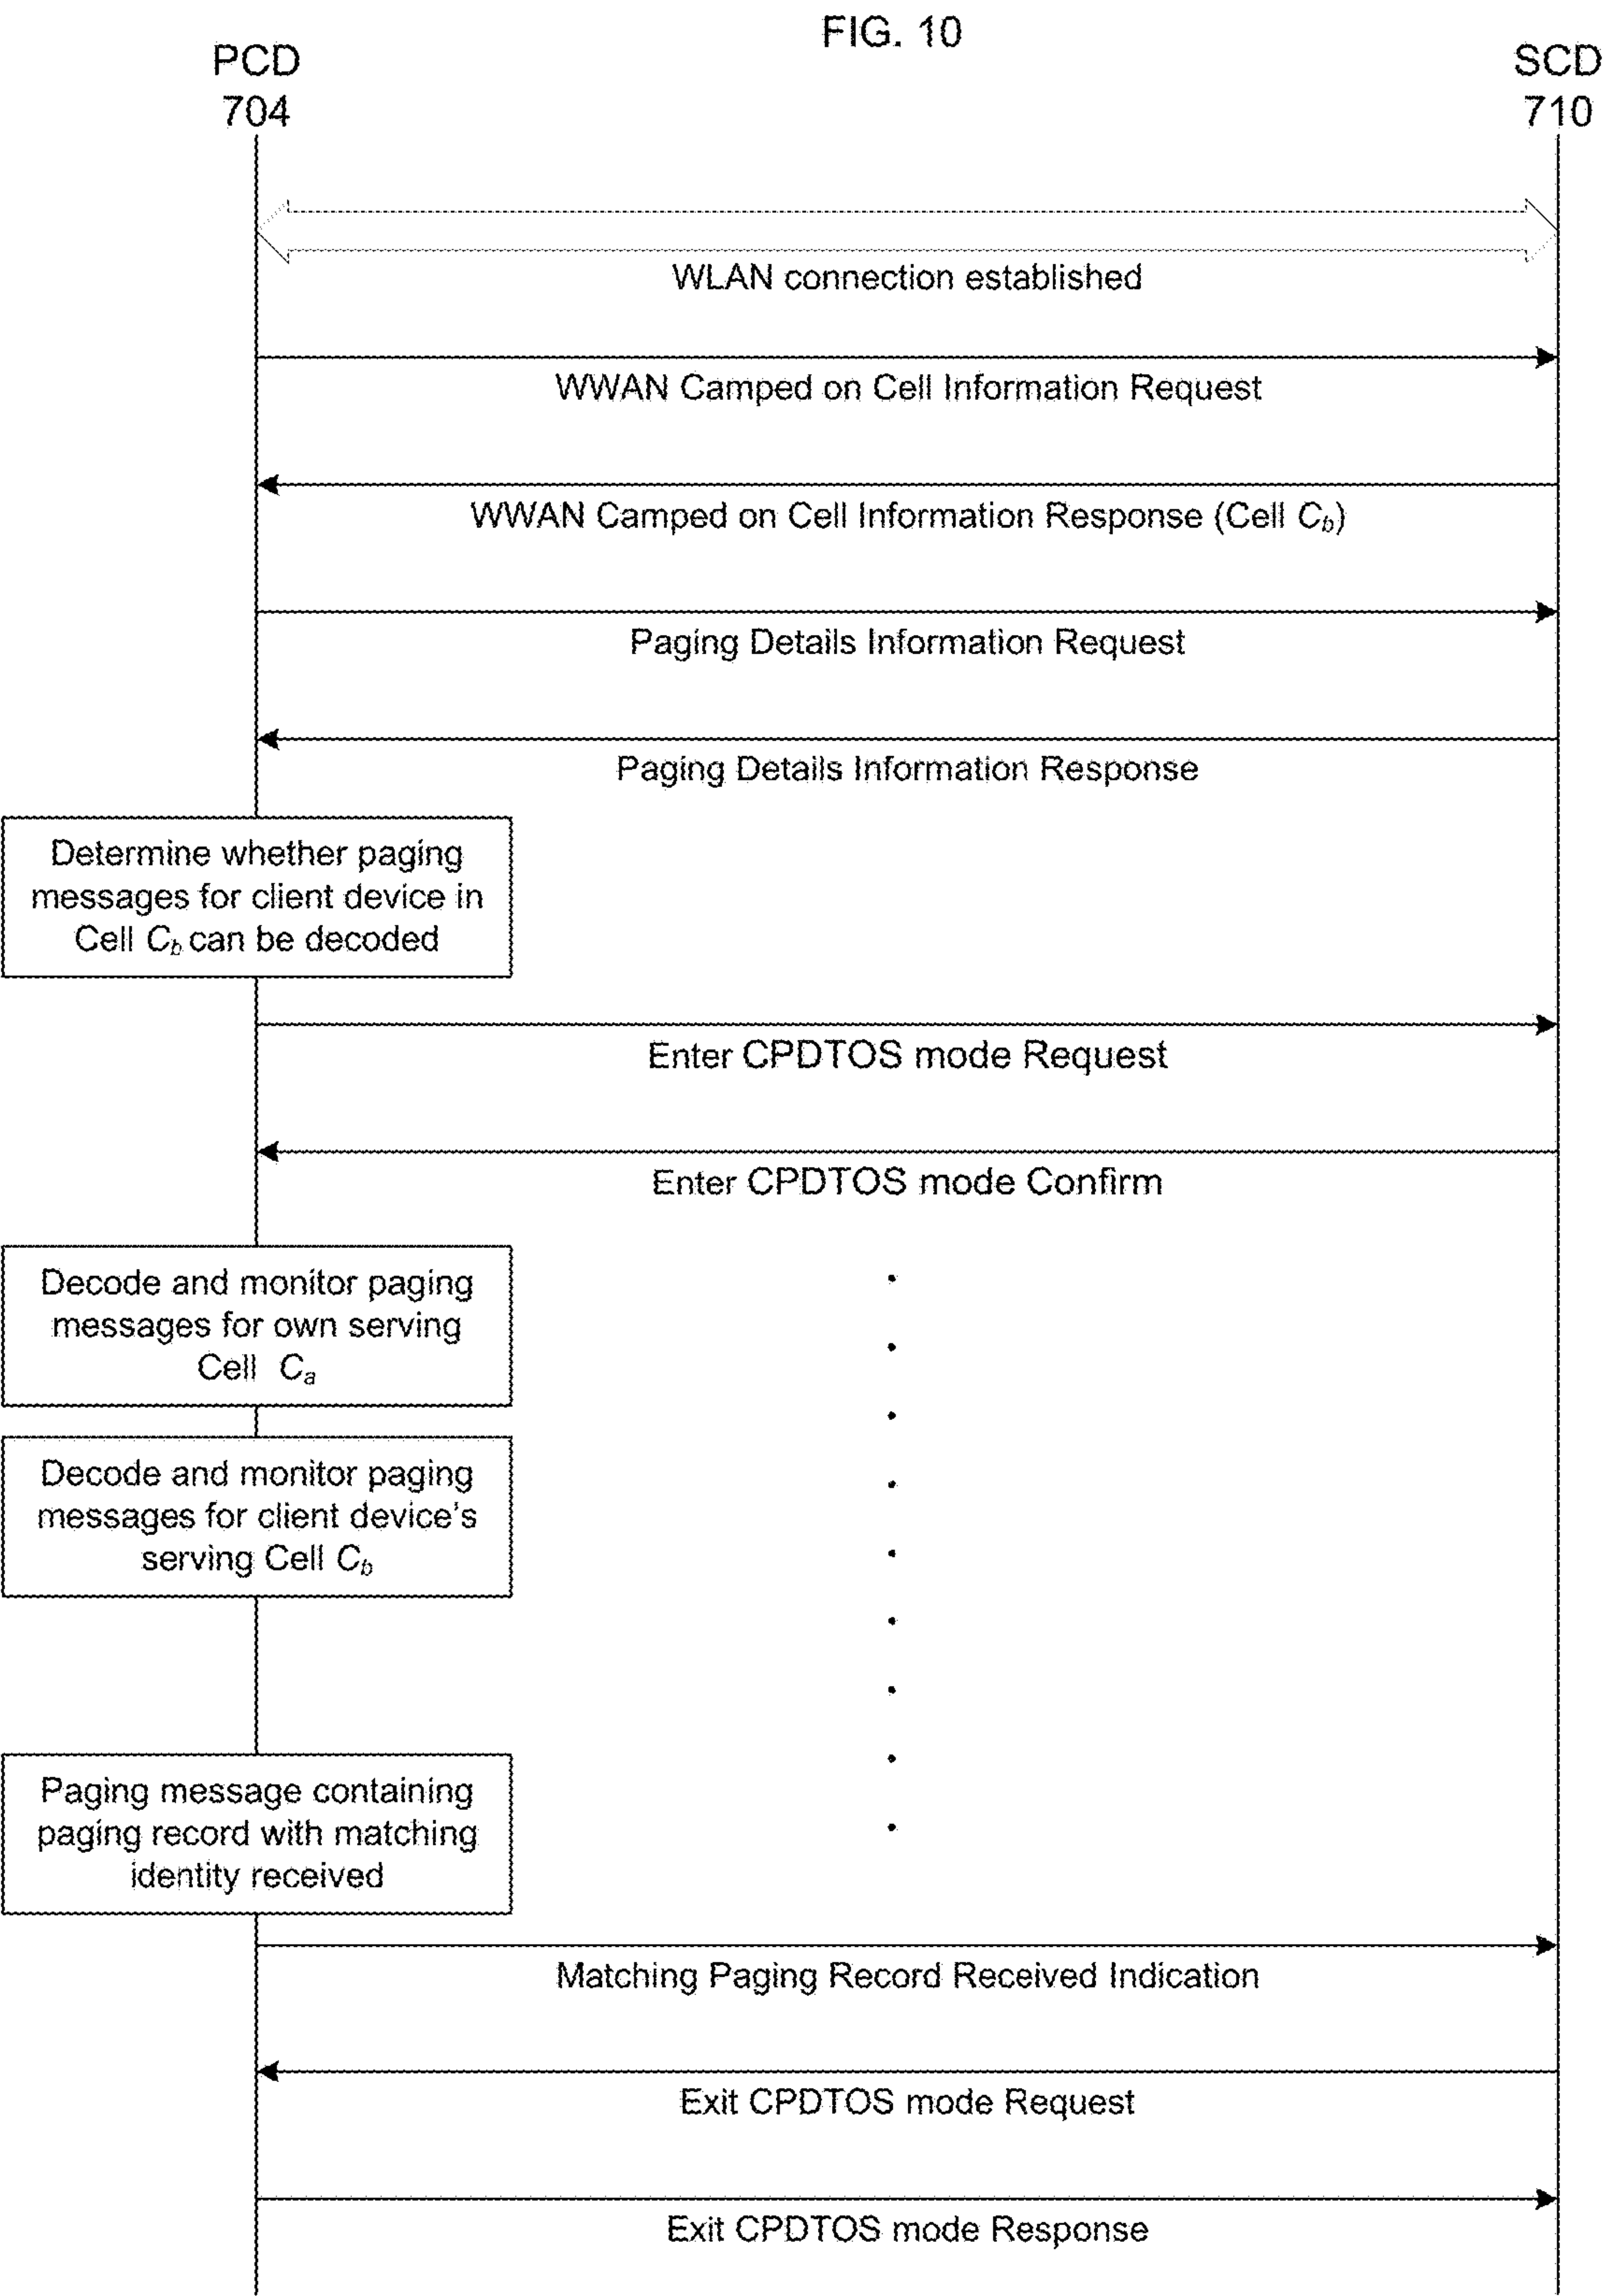 FIG. 10
PCD
704
SCD
710
WLAN connection established
WWAN Camped on Cell Information Request
WWAN Camped on Cell Information Response (Cell Cb)
Paging Details Information Request
Paging Details Information Response
Determine whether paging
messages for client device in
Cell Cb can be decoded
Enter CPDTOS mode Request
Enter CPDTOS mode Confirm
Decode and monitor paging
messages for own serving
Cell Ca
Decode and monitor paging
messages for client device's
serving Cell Cb
Paging message containing
paging record with matching
identity received
Matching Paging Record Received Indication
Exit CPDTOS mode Request
Exit CPDTOS mode Response